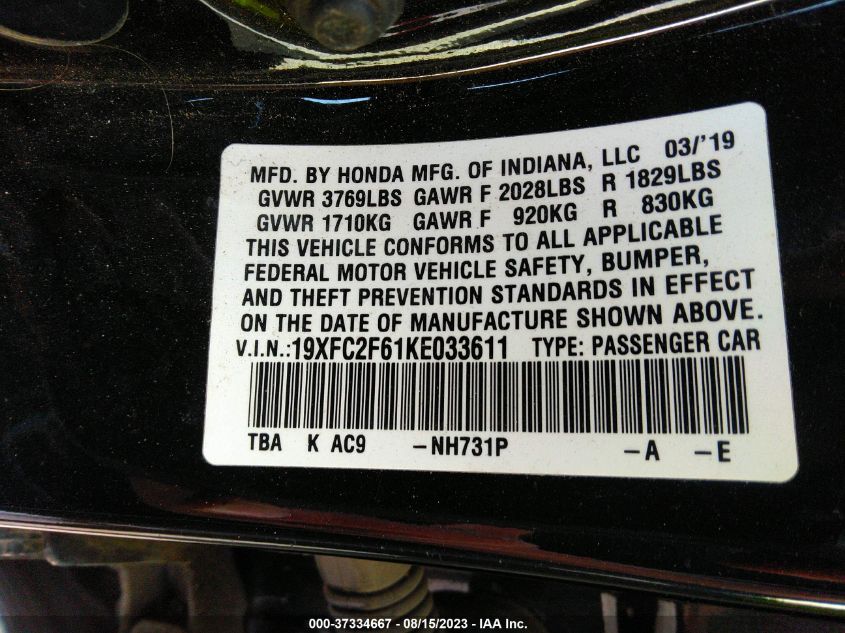 MFD. BY HONDA MFG. OF INDIANA, LLC 03/'19
GVWR 3769LBS GAWR F 2028LBS R 1829LBS
GVWR 1710KG GAWR F 920KG R 830KG
THIS VEHICLE CONFORMS TO ALL APPLICABLE
FEDERAL MOTOR VEHICLE SAFETY, BUMPER,
AND THEFT PREVENTION STANDARDS IN EFFECT
ON THE DATE OF MANUFACTURE SHOWN ABOVE.
V.I.N.:19XFC2F61KE033611 TYPE: PASSENGER CAR
TBA K AC9 -NH731P -A -E
000-37334667 - 08/15/2023 - IAA Inc.